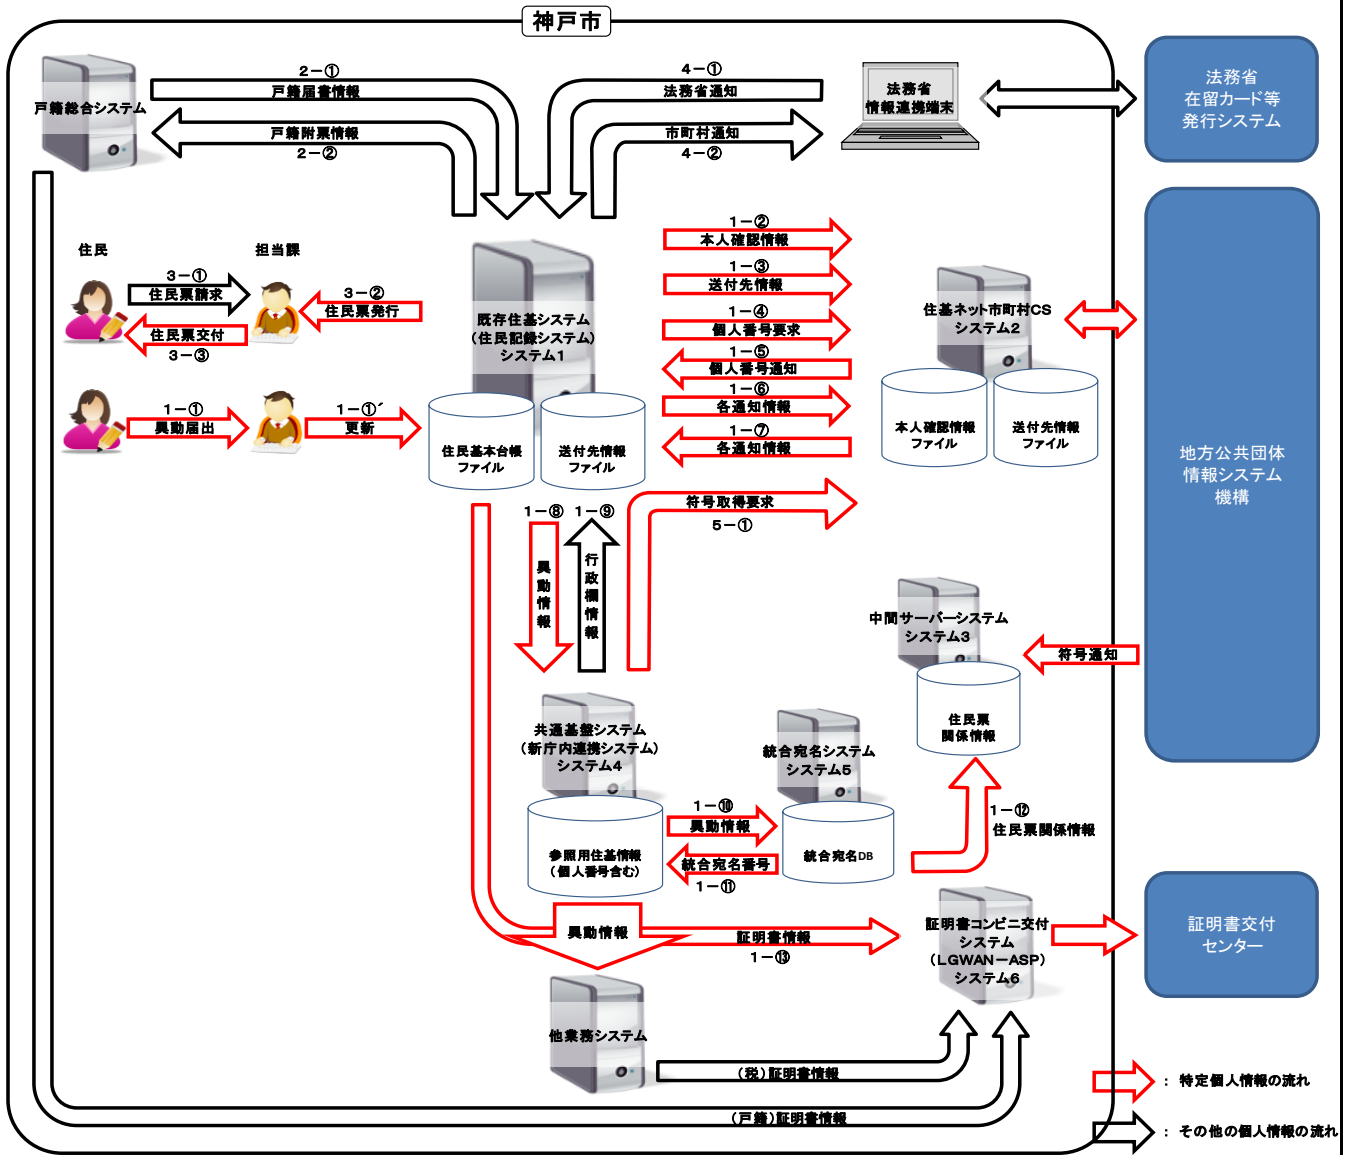 神戸市
2－①
戸籍届書情報
戸籍附票情報
2－②
4－①
法務省通知
市町村通知
4－②
戸籍総合システム
法務省
情報連携端末
法務省
在留カード等
発行システム
住民
担当課
3－①
住民票請求
3－②
住民票発行
住民票交付
3－③
1－①
異動届出
1－①´
更新
既存住基システム
(住民記録システム)
システム1
住民基本台帳
ファイル
送付先情報
ファイル
1－②
本人確認情報
1－③
送付先情報
1－④
個人番号要求
1－⑤
個人番号通知
1－⑥
各通知情報
1－⑦
各通知情報
住基ネット市町村CS
システム2
本人確認情報
ファイル
送付先情報
ファイル
地方公共団体
情報システム
機構
符号取得要求
5－①
1－⑧
異動情報
1－⑨
行政欄情報
中間サーバーシステム
システム3
符号通知
住民票
関係情報
共通基盤システム
(新庁内連携システム)
システム4
参照用住基情報
(個人番号含む)
統合宛名システム
システム5
統合宛名DB
1－⑩
異動情報
統合宛名番号
1－⑪
1－⑫
住民票関係情報
異動情報
証明書情報
1－⑬
証明書コンビニ交付
システム
(LGWAN－ASP)
システム6
証明書交付
センター
他業務システム
(税)証明書情報
(戸籍)証明書情報
：特定個人情報の流れ
：その他の個人情報の流れ